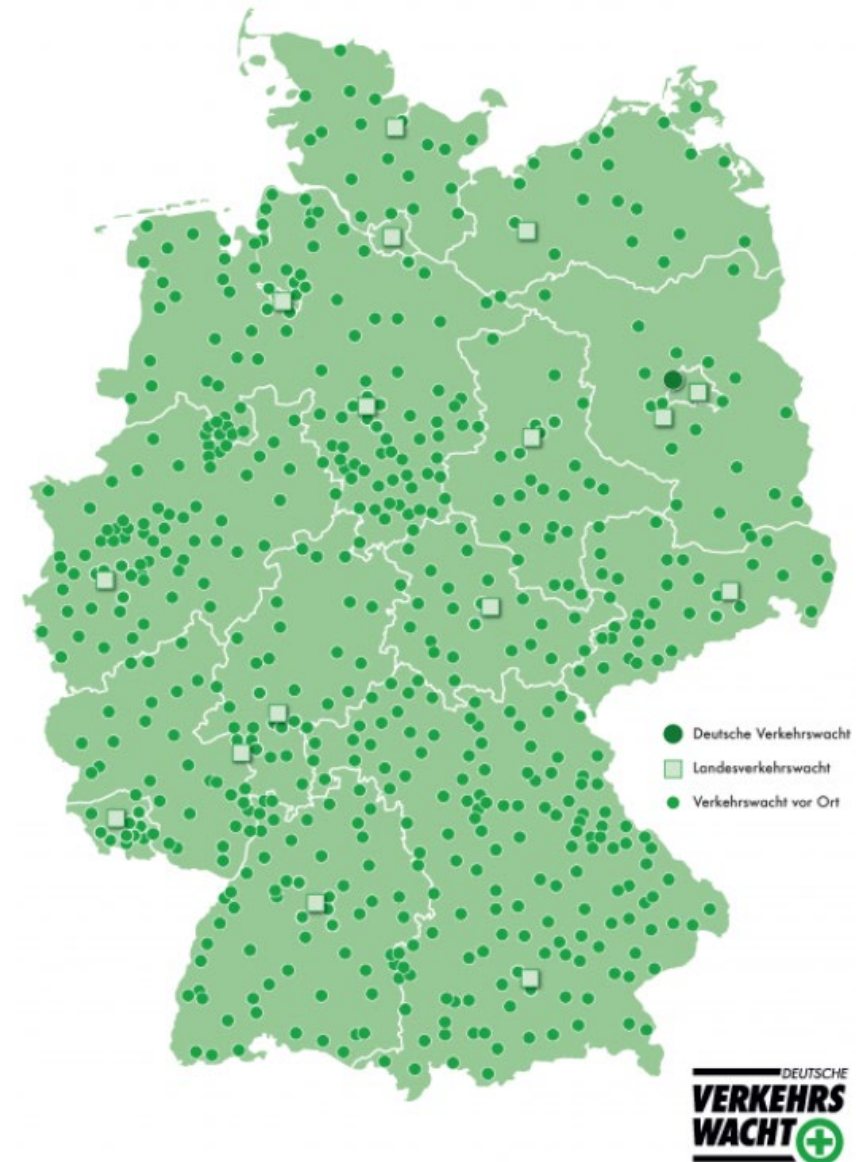 Deutsche Verkehrswacht
Landesverkehrswacht
Verkehrswacht vor Ort
DEUTSCHE
VERKEHRS
WACHT